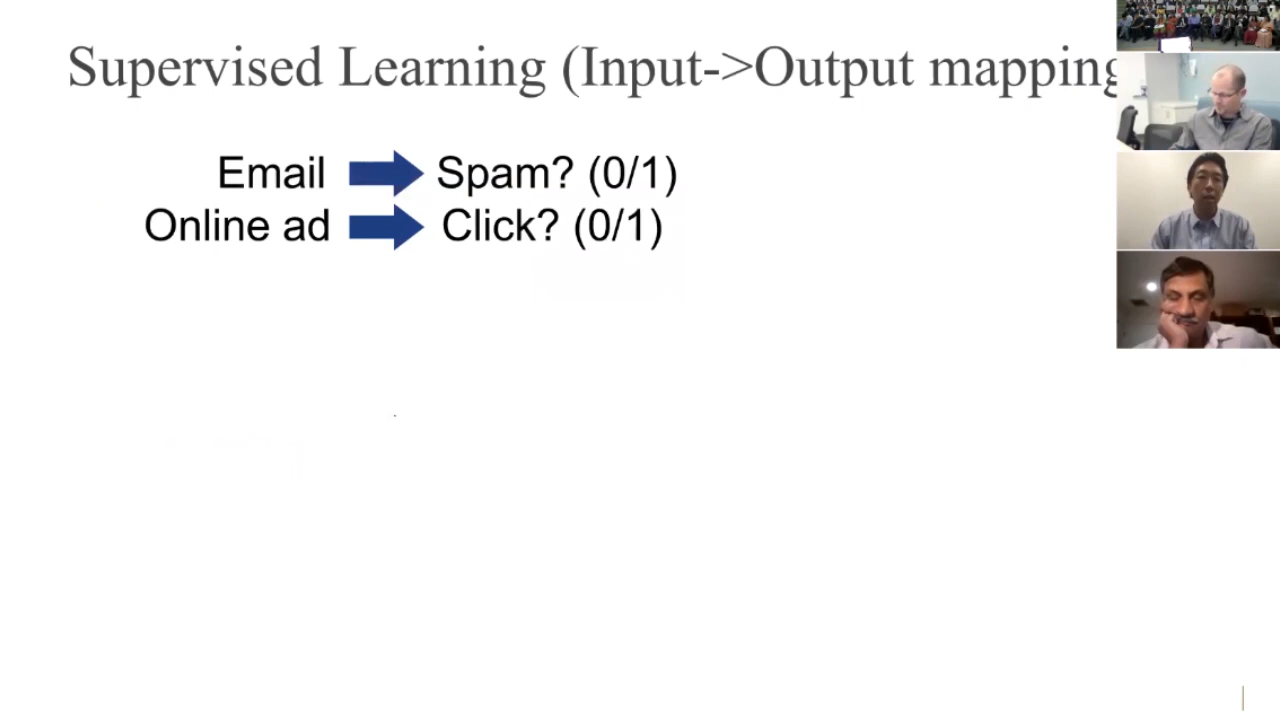 Supervised Learning (Input->Output mapping
Email Spam? (0/1)
Online ad Click? (0/1)